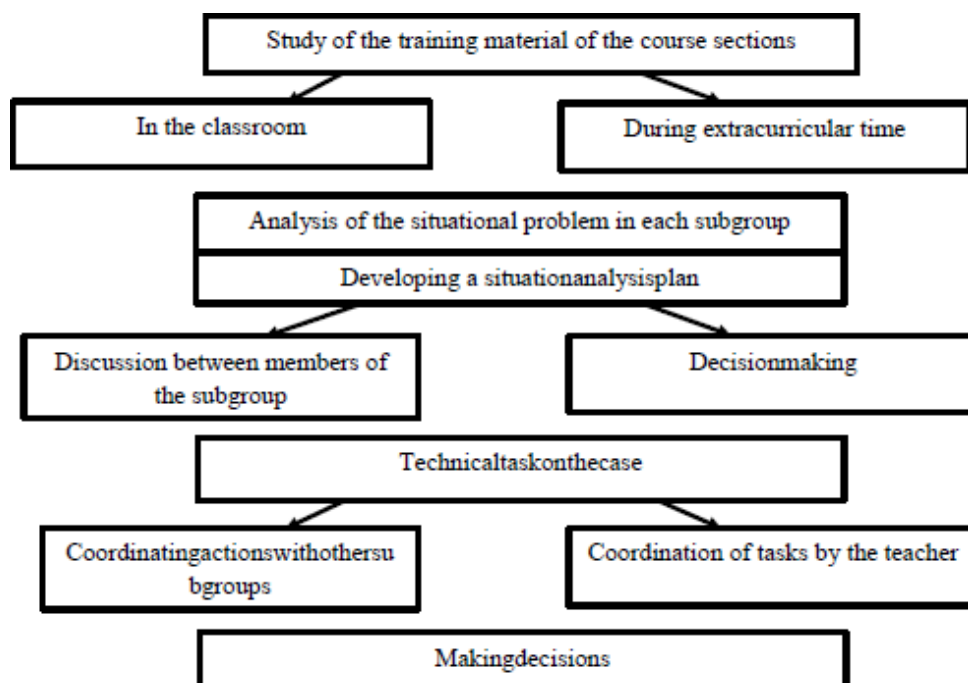 Study of the training material of the course sections
In the classroom
During extracurricular time
Analysis of the situational problem in each subgroup
Developing a situationanalysisplan
Discussion between members of
the subgroup
Decisionmaking
Technicaltaskonthecase
Coordinatingactionswithothersu
bgroups
Coordination of tasks by the teacher
Makingdecisions